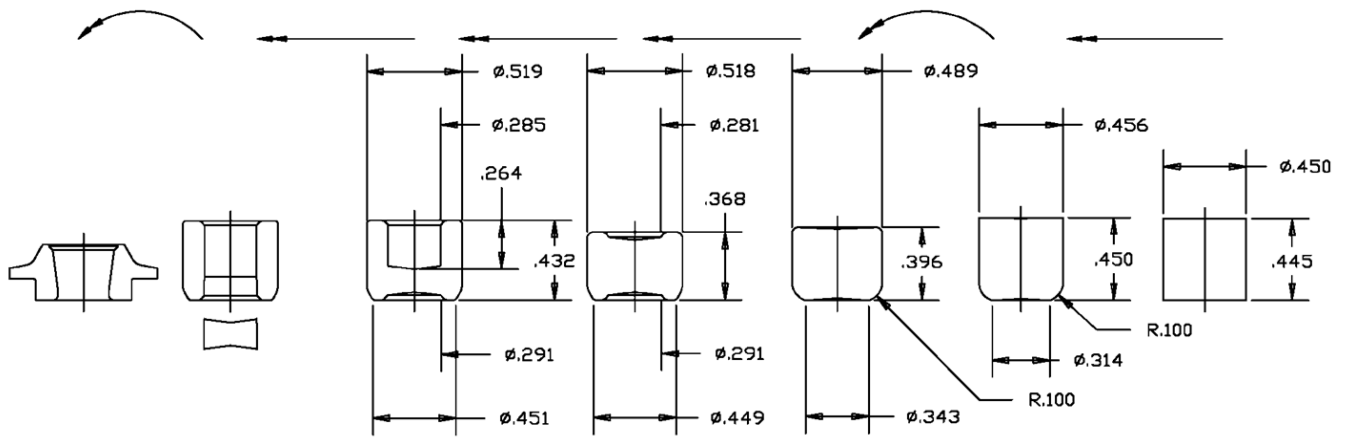 ø.519 ø.518 ø.489
ø.285 ø.281 ø.456
.264 ø.450
.368
.432 .396 .450 .445
R.100
ø.291 ø.291 ø.314
R.100
ø.451 ø.449 ø.343